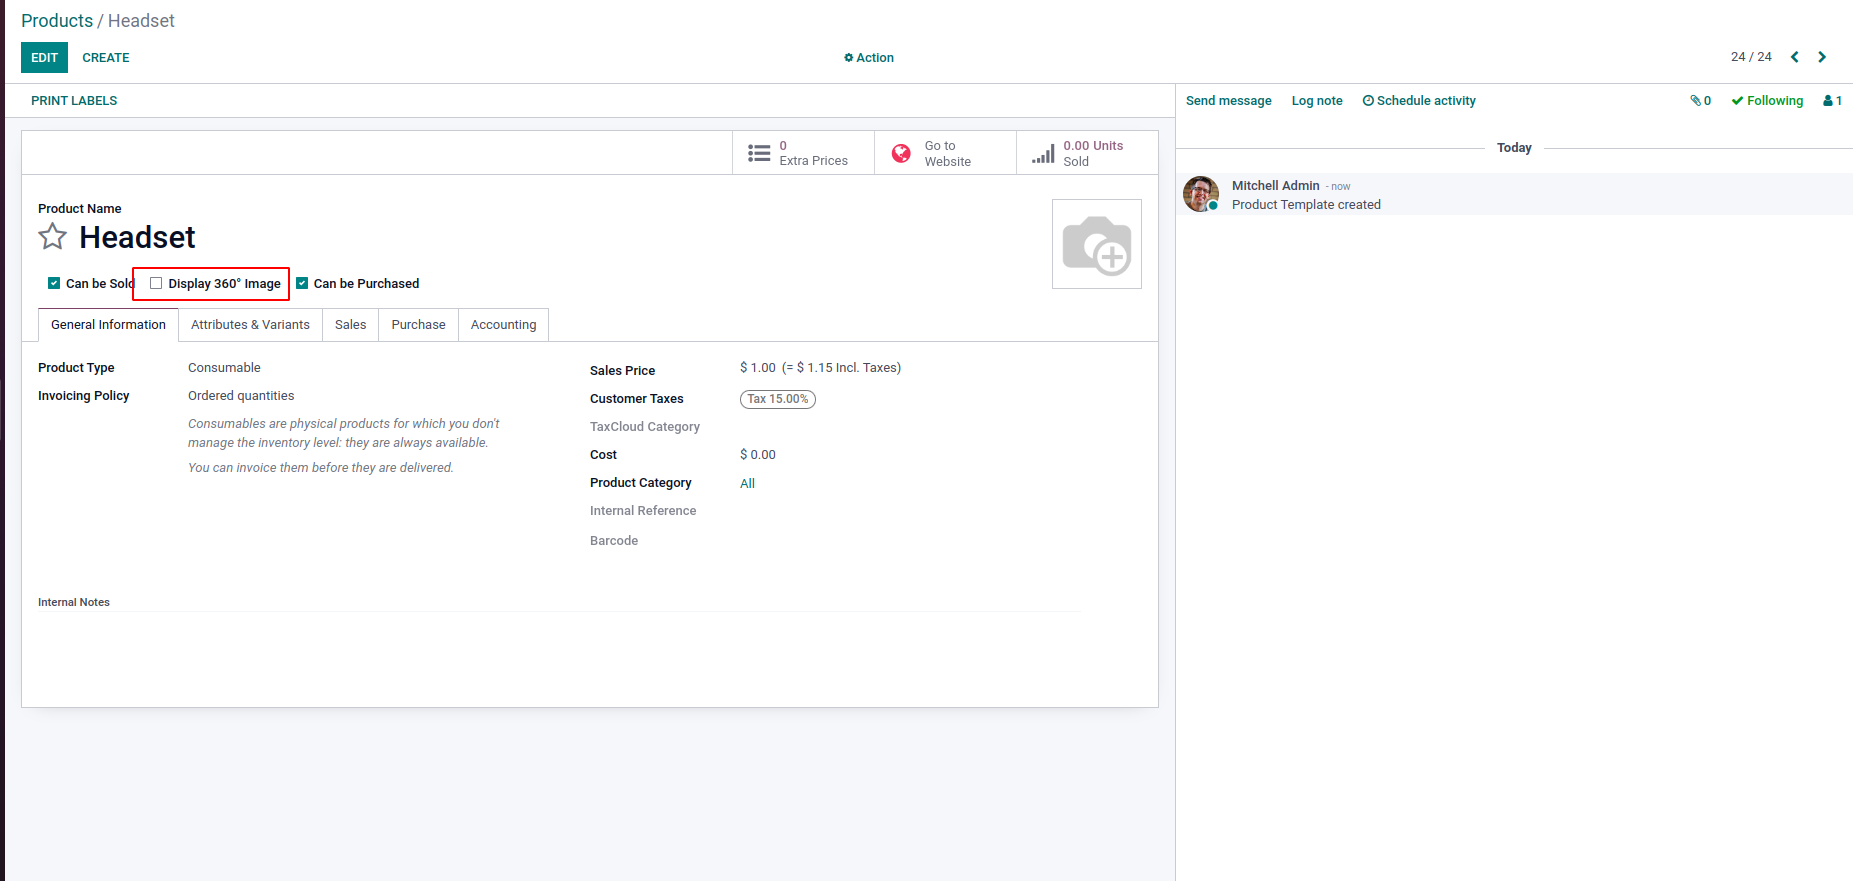 Products / Headset
EDIT CREATE Action 24 / 24
PRINT LABELS
Send message Log note Schedule activity 0 Following 1
0
Extra Prices
Go to
Website
0.00 Units
Sold
Today
Mitchell Admin - now
Product Template created
Product Name
Headset
Can be Sold Display 360° Image Can be Purchased
General Information Attributes & Variants Sales Purchase Accounting
Product Type Consumable
Invoicing Policy Ordered quantities
Consumables are physical products for which you don't
manage the inventory level: they are always available.
You can invoice them before they are delivered.
Sales Price $ 1.00 (= $ 1.15 Incl. Taxes)
Customer Taxes Tax 15.00%
TaxCloud Category
Cost $ 0.00
Product Category All
Internal Reference
Barcode
Internal Notes